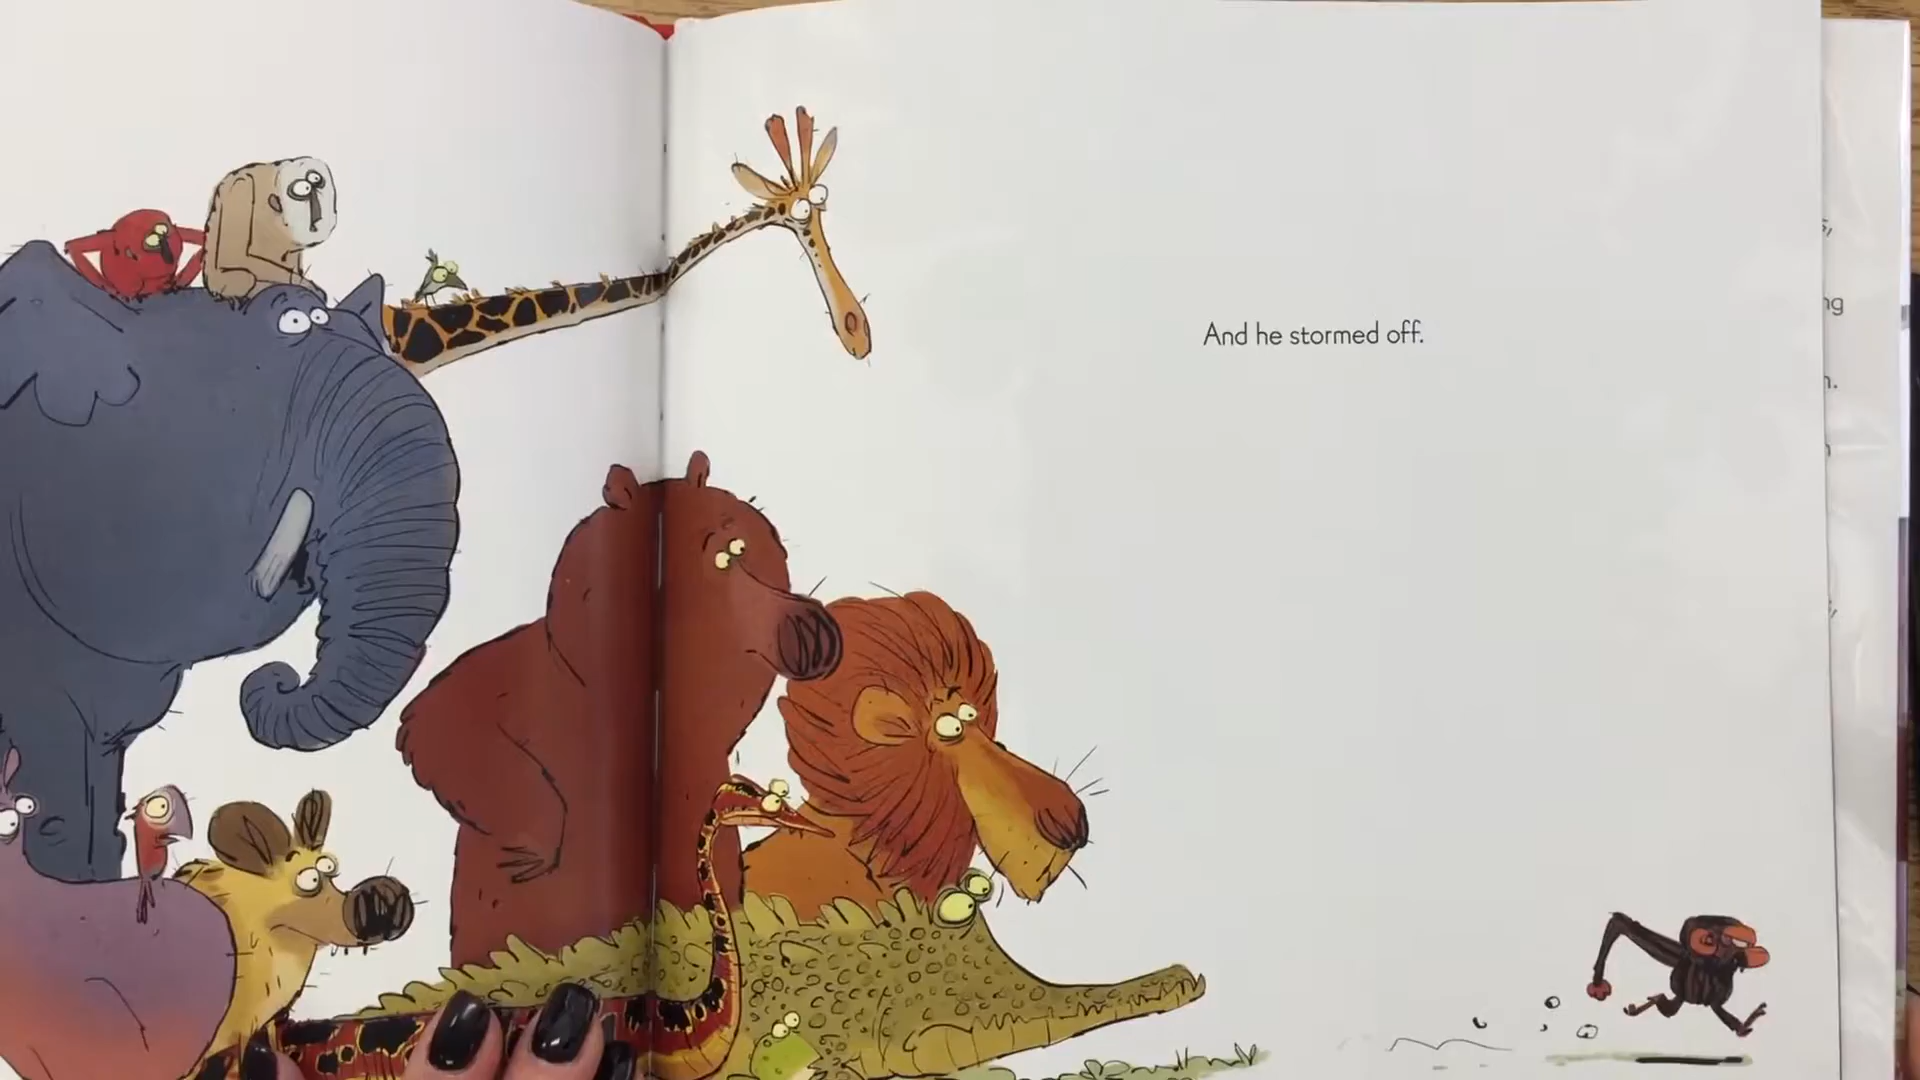 And he stormed off.